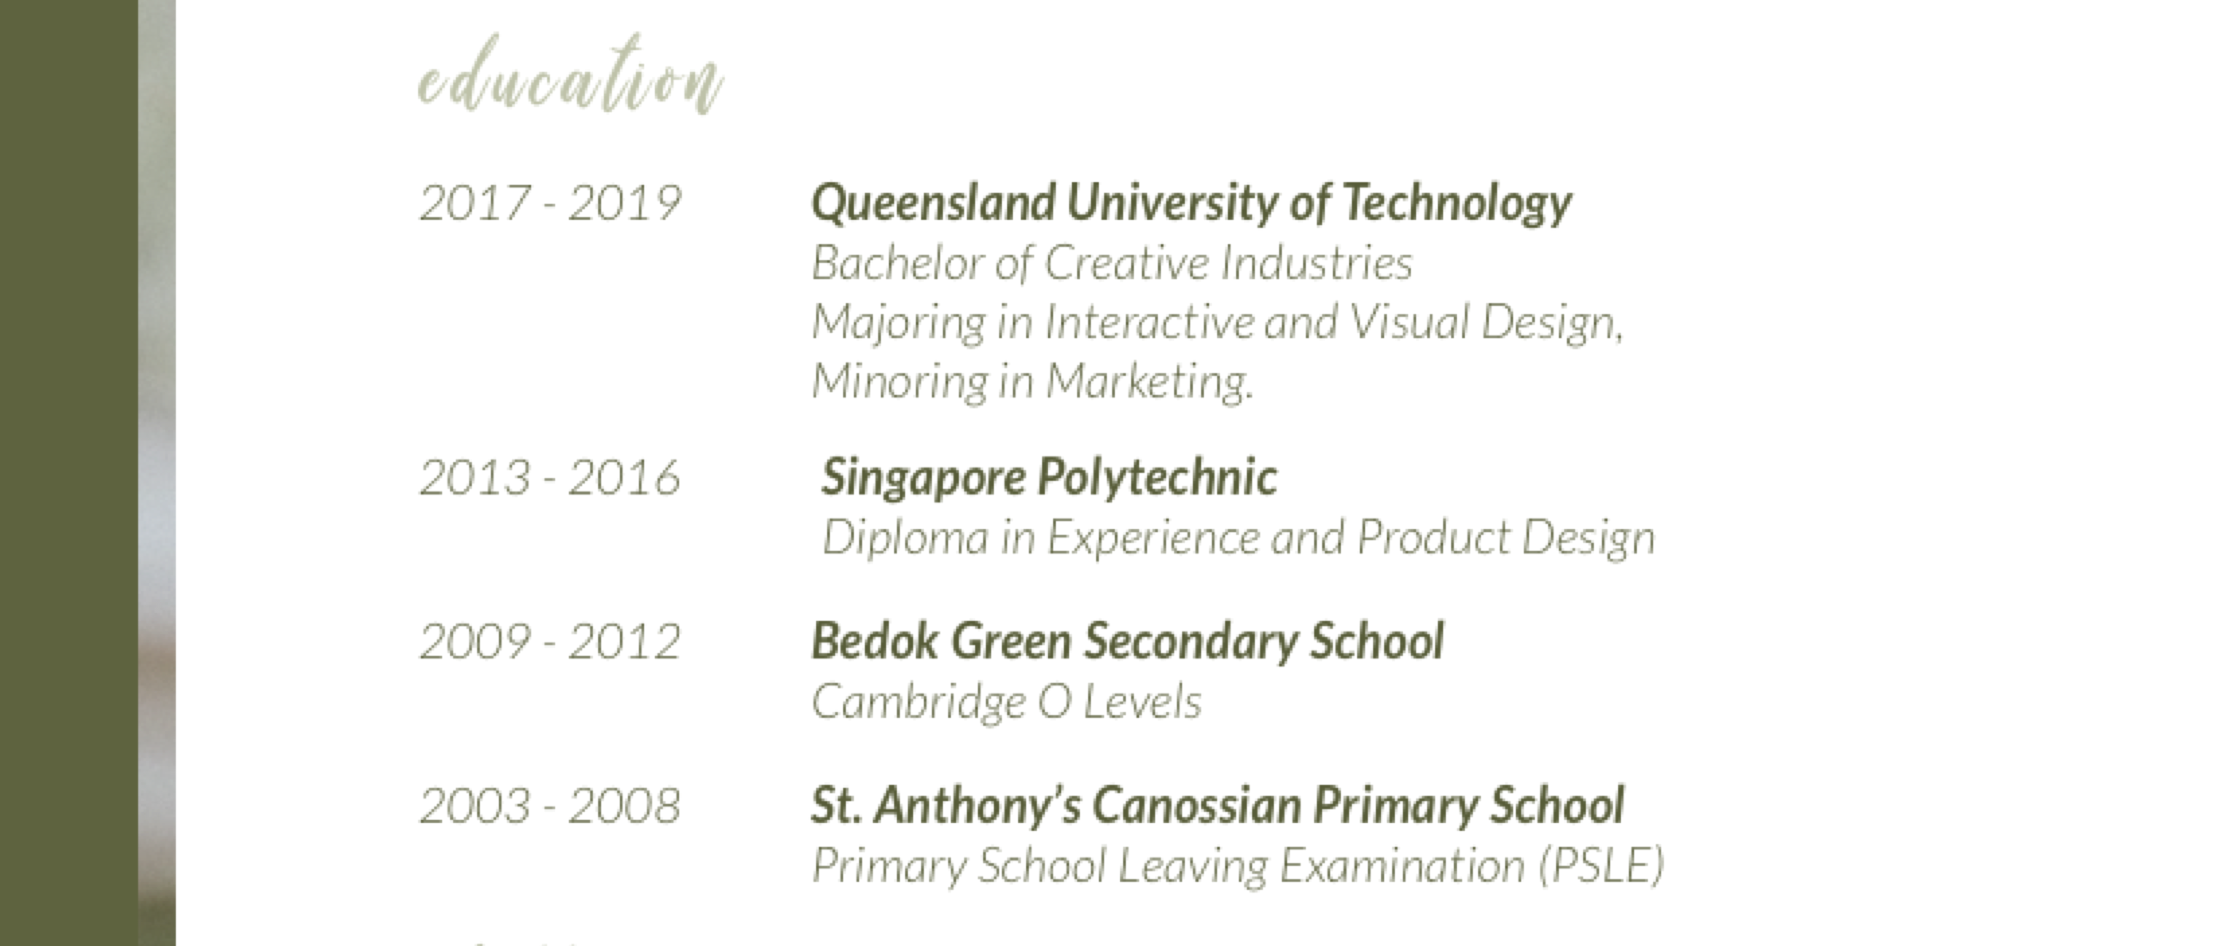 education
2017 - 2019 Queensland University of Technology
Bachelor of Creative Industries
Majoring in Interactive and Visual Design,
Minoring in Marketing.
2013 - 2016 Singapore Polytechnic
Diploma in Experience and Product Design
2009 - 2012 Bedok Green Secondary School
Cambridge O Levels
2003 - 2008 St. Anthony’s Canossian Primary School
Primary School Leaving Examination (PSLE)